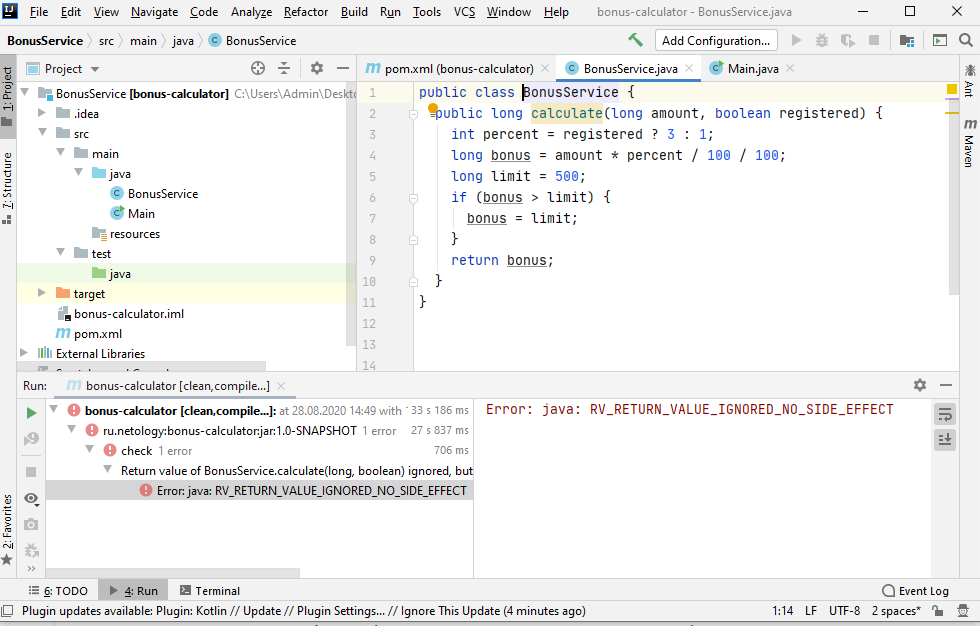 File Edit View Navigate Code Analyze Refactor Build Run Tools VCS Window Help bonus-calculator - BonusService.java
BonusService src main java BonusService Add Configuration...
1: Project
7: Structure
2: Favorites
Project
pom.xml (bonus-calculator) BonusService.java Main.java
BonusService [bonus-calculator] C:\Users\Admin\Deskto
.idea
src
main
java
BonusService
Main
resources
test
java
target
bonus-calculator.iml
pom.xml
External Libraries
1 public class BonusService {
2 public long calculate(long amount, boolean registered) {
3 int percent = registered ? 3 : 1;
4 long bonus = amount * percent / 100 / 100;
5 long limit = 500;
6 if (bonus > limit) {
7 bonus = limit;
8 }
9 return bonus;
10 }
11 }
12
13
14
Ant
Maven
Run: bonus-calculator [clean,compile...]
bonus-calculator [clean,compile...]: at 28.08.2020 14:49 with 33 s 186 ms
ru.netology:bonus-calculator:jar:1.0-SNAPSHOT 1 error 27 s 837 ms
check 1 error 706 ms
Return value of BonusService.calculate(long, boolean) ignored, but
Error: java: RV_RETURN_VALUE_IGNORED_NO_SIDE_EFFECT
Error: java: RV_RETURN_VALUE_IGNORED_NO_SIDE_EFFECT
6: TODO 4: Run Terminal Event Log
Plugin updates available: Plugin: Kotlin // Update // Plugin Settings... // Ignore This Update (4 minutes ago) 1:14 LF UTF-8 2 spaces*